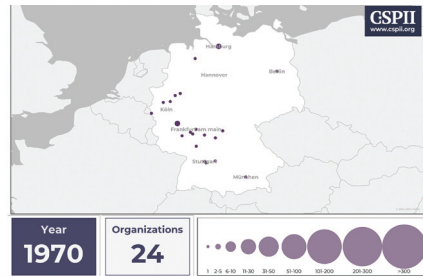 CSPII
www.cspii.org
Hamburg
Hannover
Berlin
Köln
Frankfurt am main
Stuttgart
München
Year
1970
Organizations
24
1 2-5 6-10 11-30 31-50 51-100 101-200 201-300 >300